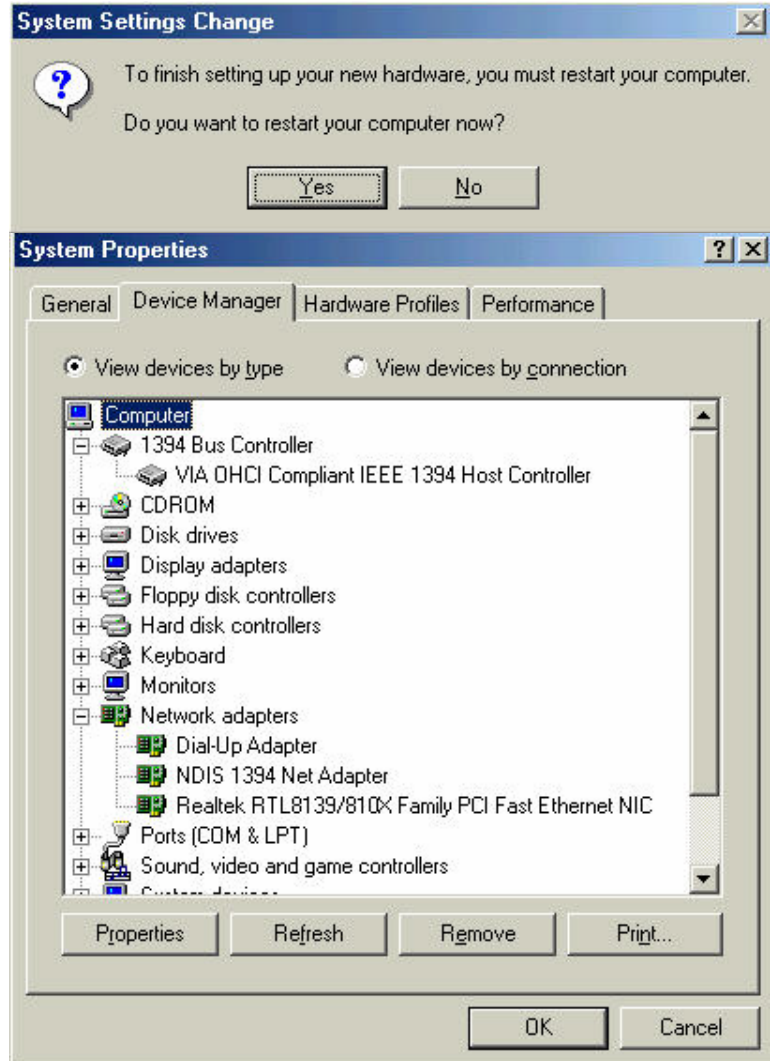 System Settings Change
To finish setting up your new hardware, you must restart your computer.
Do you want to restart your computer now?
Yes No
System Properties
General Device Manager Hardware Profiles Performance
View devices by type View devices by connection
Computer
1394 Bus Controller
VIA OHCI Compliant IEEE 1394 Host Controller
CDROM
Disk drives
Display adapters
Floppy disk controllers
Hard disk controllers
Keyboard
Monitors
Network adapters
Dial-Up Adapter
NDIS 1394 Net Adapter
Realtek RTL8139/810X Family PCI Fast Ethernet NIC
Ports (COM & LPT)
Sound, video and game controllers
Properties Refresh Remove Print...
OK Cancel